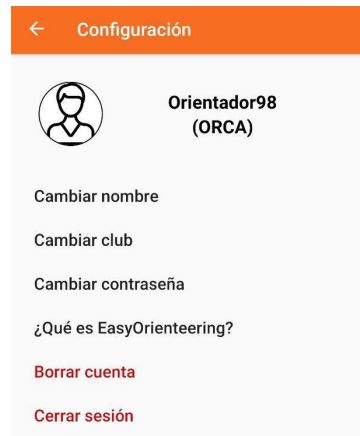 Configuración
Orientador98
(ORCA)
Cambiar nombre
Cambiar club
Cambiar contraseña
¿Qué es EasyOrienteering?
Borrar cuenta
Cerrar sesión